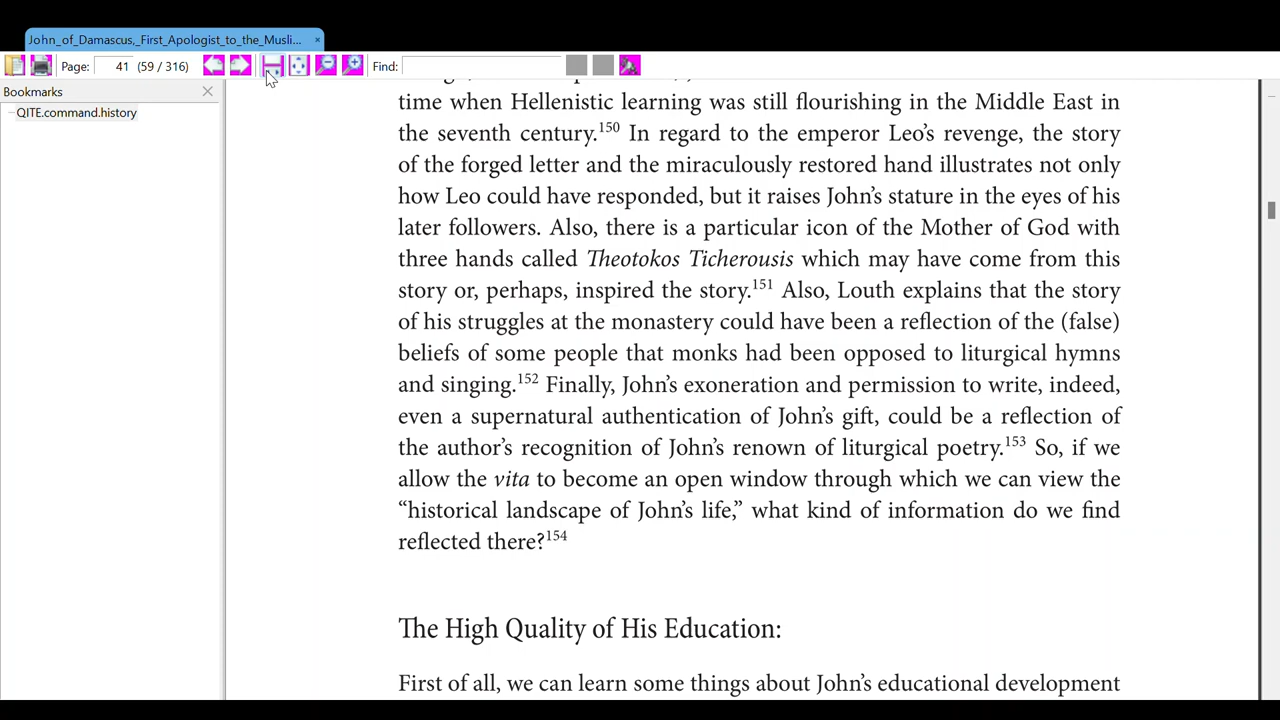 John_of_Damascus,_First_Apologist_to_the_Musli...
Page: 41 (59 / 316) Find:
Bookmarks
QITE.command.history
time when Hellenistic learning was still flourishing in the Middle East in
the seventh century.150 In regard to the emperor Leo’s revenge, the story
of the forged letter and the miraculously restored hand illustrates not only
how Leo could have responded, but it raises John’s stature in the eyes of his
later followers. Also, there is a particular icon of the Mother of God with
three hands called Theotokos Ticherousis which may have come from this
story or, perhaps, inspired the story.151 Also, Louth explains that the story
of his struggles at the monastery could have been a reflection of the (false)
beliefs of some people that monks had been opposed to liturgical hymns
and singing.152 Finally, John’s exoneration and permission to write, indeed,
even a supernatural authentication of John’s gift, could be a reflection of
the author’s recognition of John’s renown of liturgical poetry.153 So, if we
allow the vita to become an open window through which we can view the
“historical landscape of John’s life,” what kind of information do we find
reflected there?154
The High Quality of His Education:
First of all, we can learn some things about John’s educational development